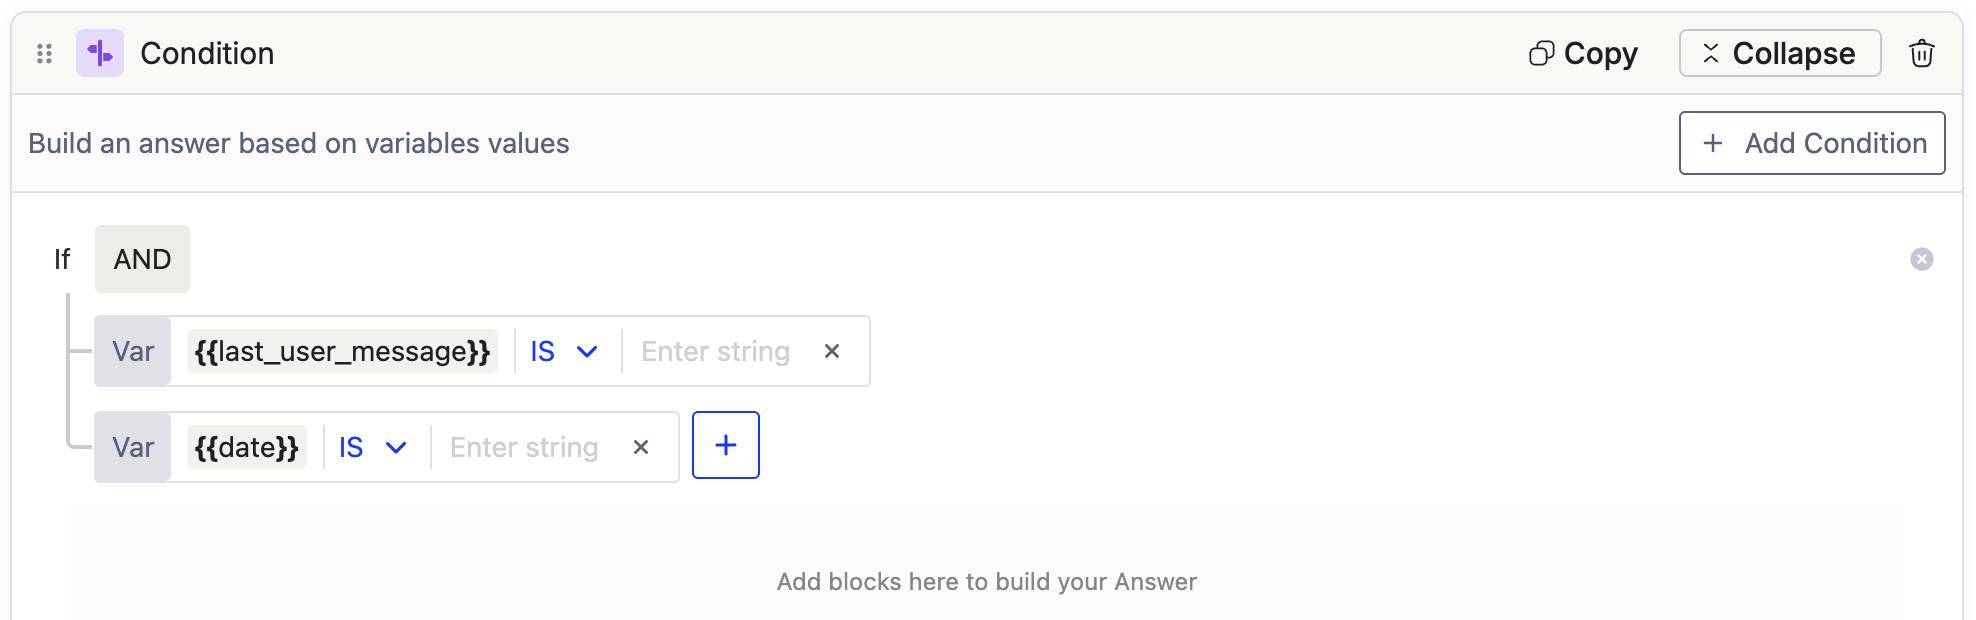 Condition
Copy
Collapse
Build an answer based on variables values
+ Add Condition
If AND
Var {{last_user_message}} IS Enter string
Var {{date}} IS Enter string +
Add blocks here to build your Answer